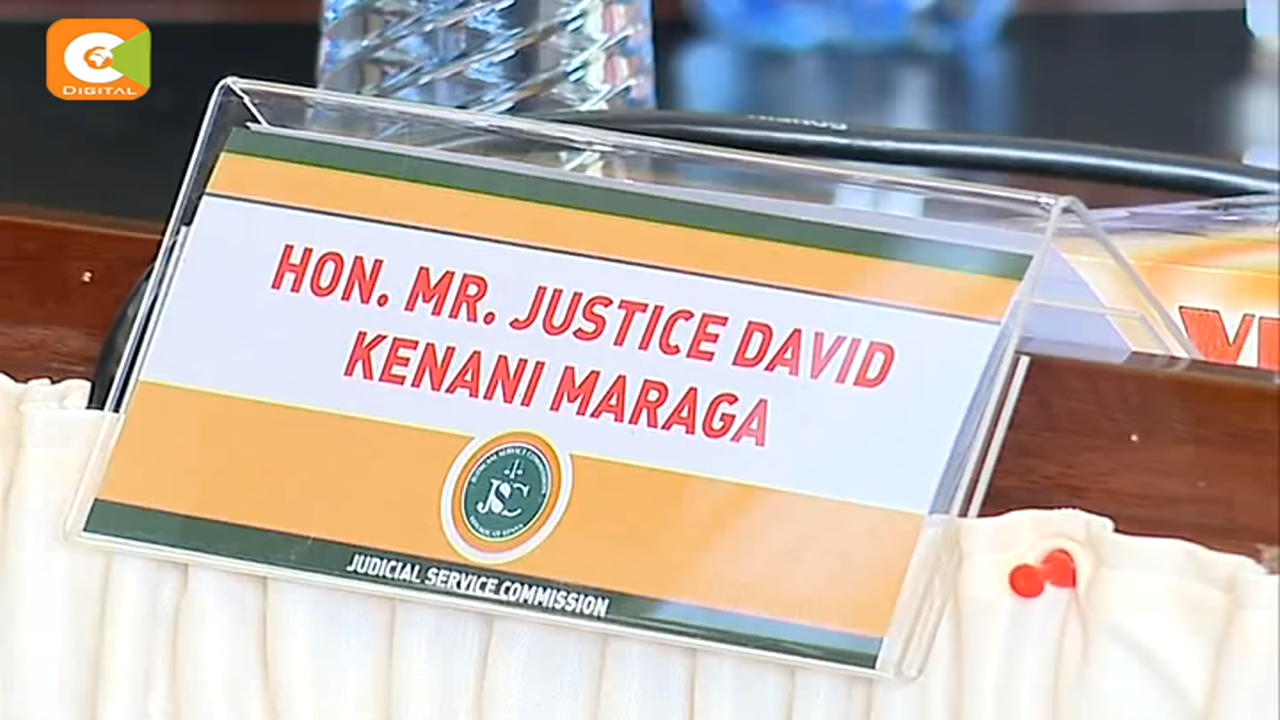 DIGITAL
HON. MR. JUSTICE DAVID
KENANI MARAGA
JSC
JUDICIAL SERVICE COMMISSION